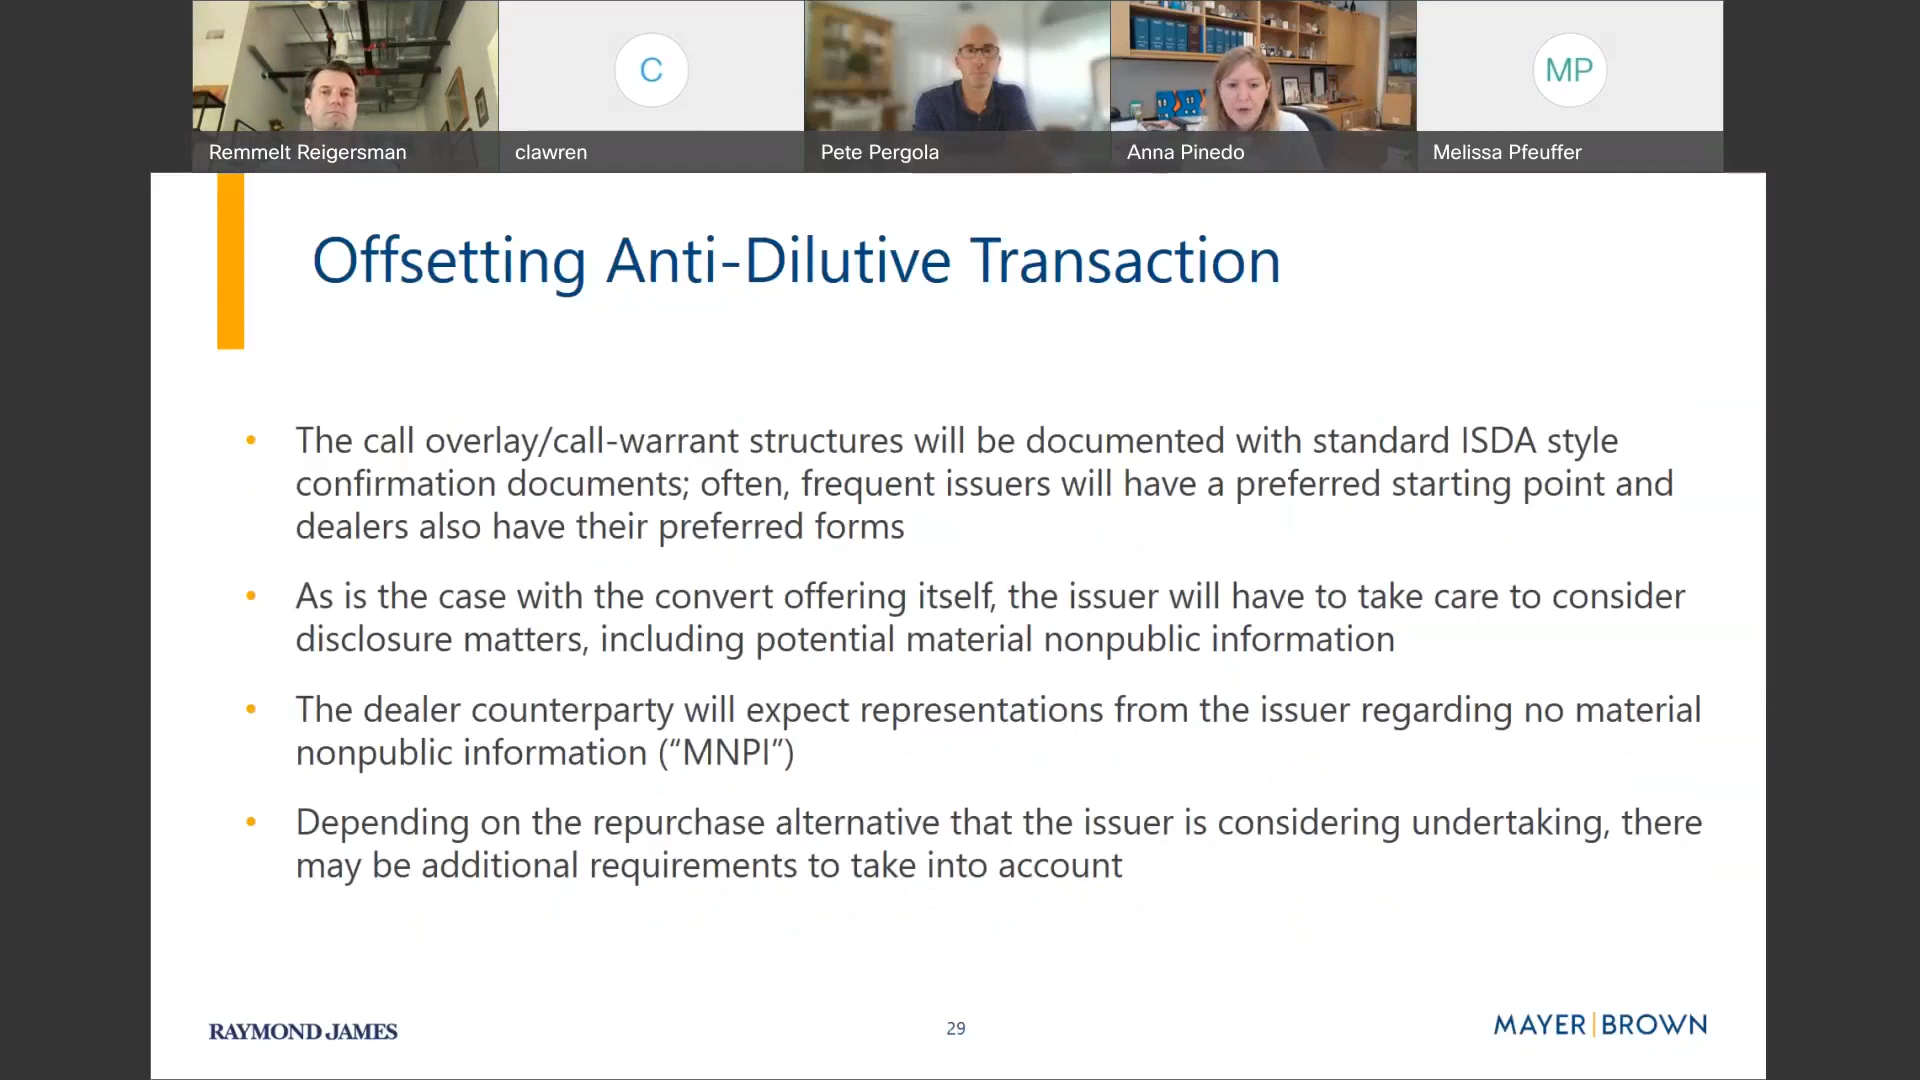 C
MP
Remmelt Reigersman
clawren
Pete Pergola
Anna Pinedo
Melissa Pfeuffer
Offsetting Anti-Dilutive Transaction
• The call overlay/call-warrant structures will be documented with standard ISDA style
confirmation documents; often, frequent issuers will have a preferred starting point and
dealers also have their preferred forms
• As is the case with the convert offering itself, the issuer will have to take care to consider
disclosure matters, including potential material nonpublic information
• The dealer counterparty will expect representations from the issuer regarding no material
nonpublic information (“MNPI”)
• Depending on the repurchase alternative that the issuer is considering undertaking, there
may be additional requirements to take into account
RAYMOND JAMES
29
MAYER|BROWN